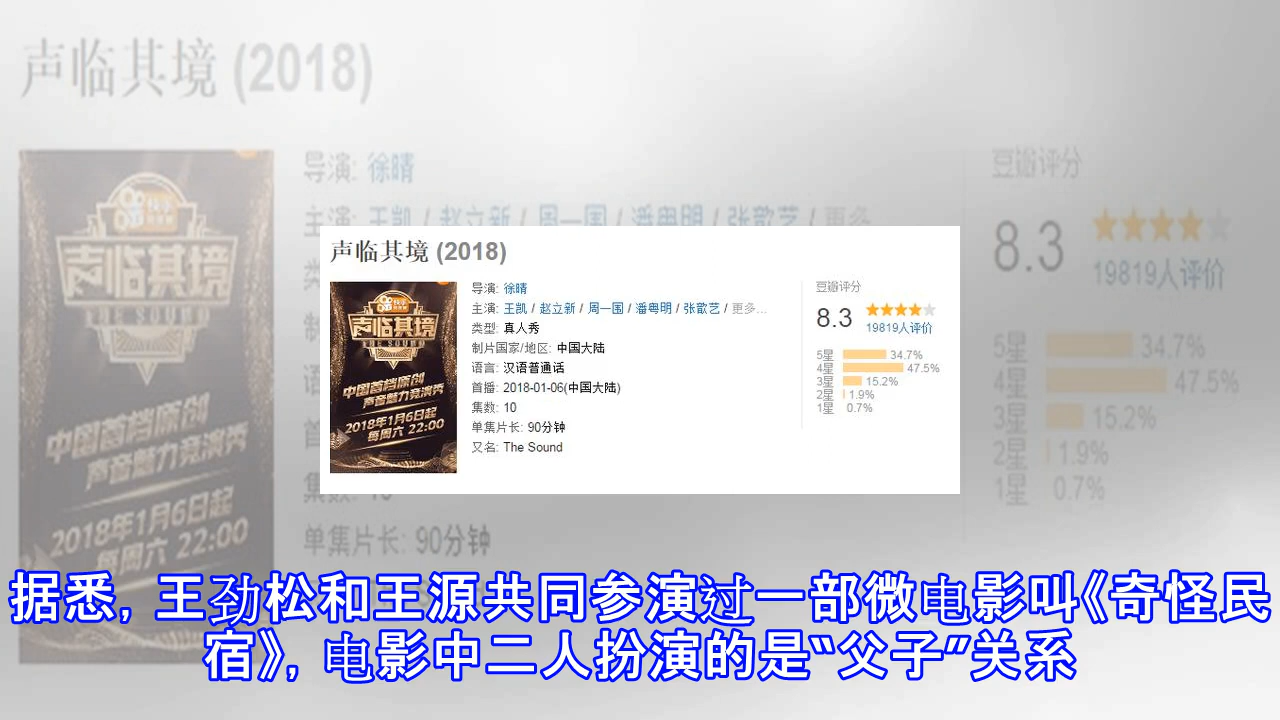 声临其境 (2018)
导演: 徐晴
主演: 王凯 / 赵立新 / 周一围 / 潘粤明 / 张歆艺 / 更多...
类型: 真人秀
制片国家/地区: 中国大陆
语言: 汉语普通话
首播: 2018-01-06(中国大陆)
集数: 10
单集片长: 90分钟
又名: The Sound
豆瓣评分
8.3
19819人评价
5星 34.7%
4星 47.5%
3星 15.2%
2星 1.9%
1星 0.7%
声临其境
THE SOUND
中国首档原创
声音魅力竞演秀
2018年1月6日起
每周六 22:00
据悉, 王劲松和王源共同参演过一部微电影叫《奇怪民
宿》, 电影中二人扮演的是“父子”关系